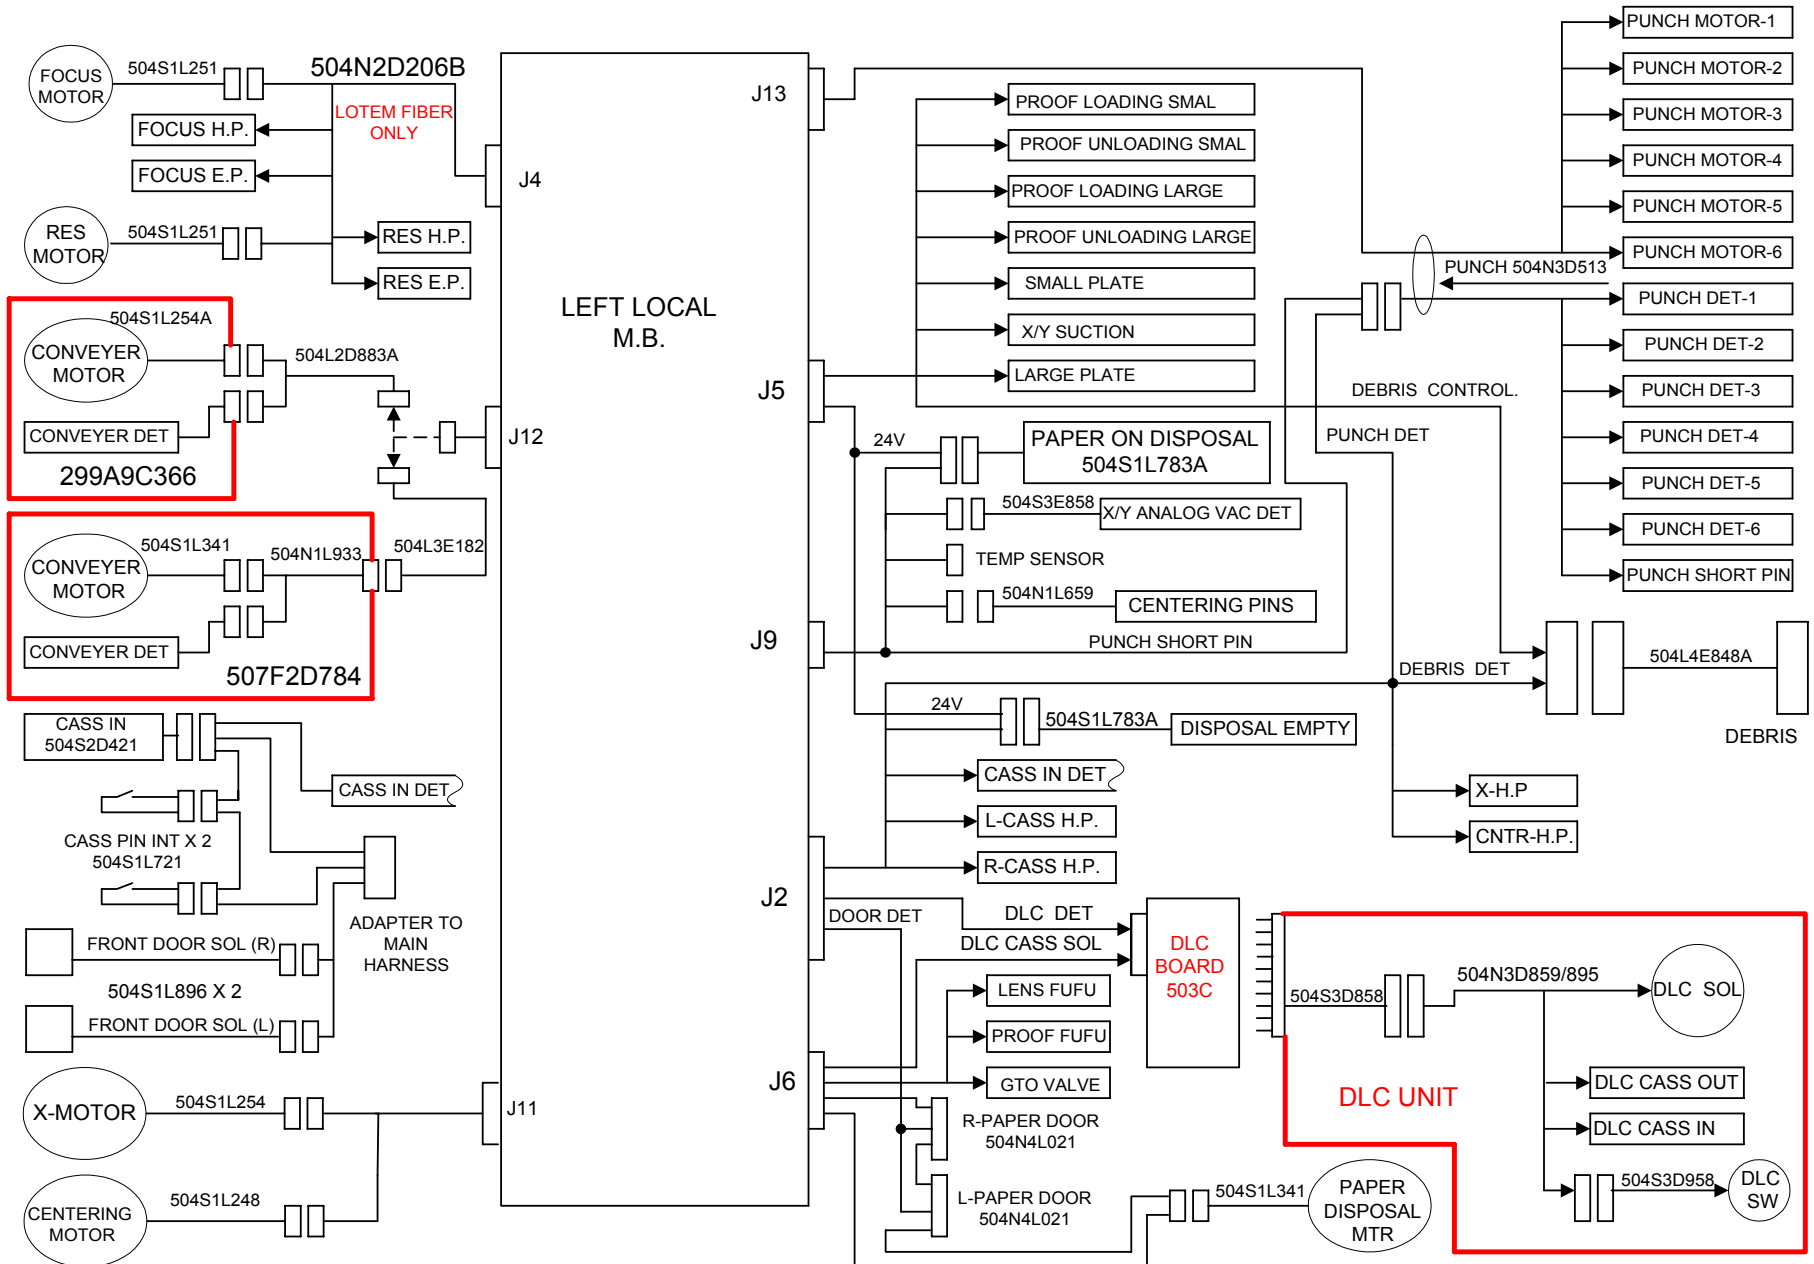 FOCUS
MOTOR
504S1L251
504N2D206B
LOTEM FIBER
ONLY
FOCUS H.P.
FOCUS E.P.
RES
MOTOR
504S1L251
RES H.P.
RES E.P.
J4
504S1L254A
CONVEYER
MOTOR
504L2D883A
CONVEYER DET
299A9C366
J12
504S1L341
CONVEYER
MOTOR
504N1L933
504L3E182
CONVEYER DET
507F2D784
CASS IN
504S2D421
CASS IN DET
CASS PIN INT X 2
504S1L721
ADAPTER TO
MAIN
HARNESS
FRONT DOOR SOL (R)
504S1L896 X 2
FRONT DOOR SOL (L)
X-MOTOR
504S1L254
J11
CENTERING
MOTOR
504S1L248
LEFT LOCAL
M.B.
J13
J5
J9
J2
J6
PROOF LOADING SMAL
PROOF UNLOADING SMAL
PROOF LOADING LARGE
PROOF UNLOADING LARGE
SMALL PLATE
X/Y SUCTION
LARGE PLATE
24V
PAPER ON DISPOSAL
504S1L783A
504S3E858
X/Y ANALOG VAC DET
TEMP SENSOR
504N1L659
CENTERING PINS
PUNCH SHORT PIN
24V
504S1L783A
DISPOSAL EMPTY
CASS IN DET
L-CASS H.P.
R-CASS H.P.
DOOR DET
DLC DET
DLC CASS SOL
LENS FUFU
PROOF FUFU
GTO VALVE
R-PAPER DOOR
504N4L021
L-PAPER DOOR
504N4L021
504S1L341
PAPER
DISPOSAL
MTR
PUNCH MOTOR-1
PUNCH MOTOR-2
PUNCH MOTOR-3
PUNCH MOTOR-4
PUNCH MOTOR-5
PUNCH MOTOR-6
PUNCH 504N3D513
PUNCH DET-1
PUNCH DET-2
PUNCH DET-3
PUNCH DET-4
PUNCH DET-5
PUNCH DET-6
PUNCH SHORT PIN
DEBRIS CONTROL.
PUNCH DET
DEBRIS DET
504L4E848A
DEBRIS
X-H.P
CNTR-H.P.
DLC
BOARD
503C
504S3D858
504N3D859/895
DLC SOL
DLC UNIT
DLC CASS OUT
DLC CASS IN
504S3D958
DLC
SW